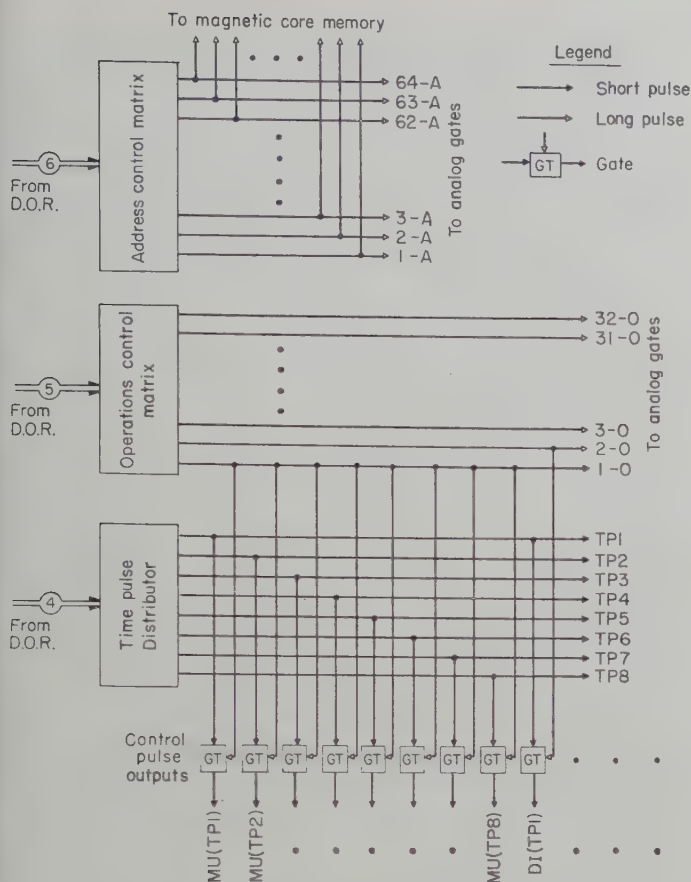 To magnetic core memory
Legend
Short pulse
Long pulse
GT
Gate
64-A
63-A
62-A
3-A
2-A
1-A
To analog gates
Address control matrix
6
From
D.O.R.
32-O
31-O
3-O
2-O
1-O
To analog gates
Operations control
matrix
5
From
D.O.R.
Time pulse
Distributor
4
From
D.O.R.
TP1
TP2
TP3
TP4
TP5
TP6
TP7
TP8
Control
pulse
outputs
GT
GT
GT
GT
GT
GT
GT
GT
GT
MU(TP1)
MU(TP2)
MU(TP8)
DI(TP1)